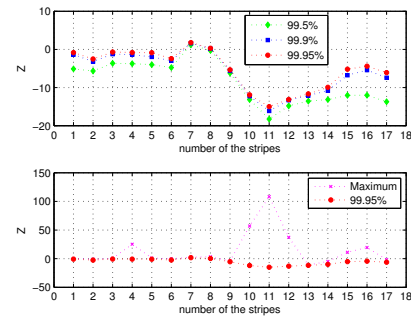 10
0
−10
−20
Z
0 1 2 3 4 5 6 7 8 9 10 11 12 13 14 15 16 17 18
number of the stripes
99.5%
99.9%
99.95%
150
100
50
0
−50
Z
0 1 2 3 4 5 6 7 8 9 10 11 12 13 14 15 16 17 18
number of the stripes
Maximum
99.95%